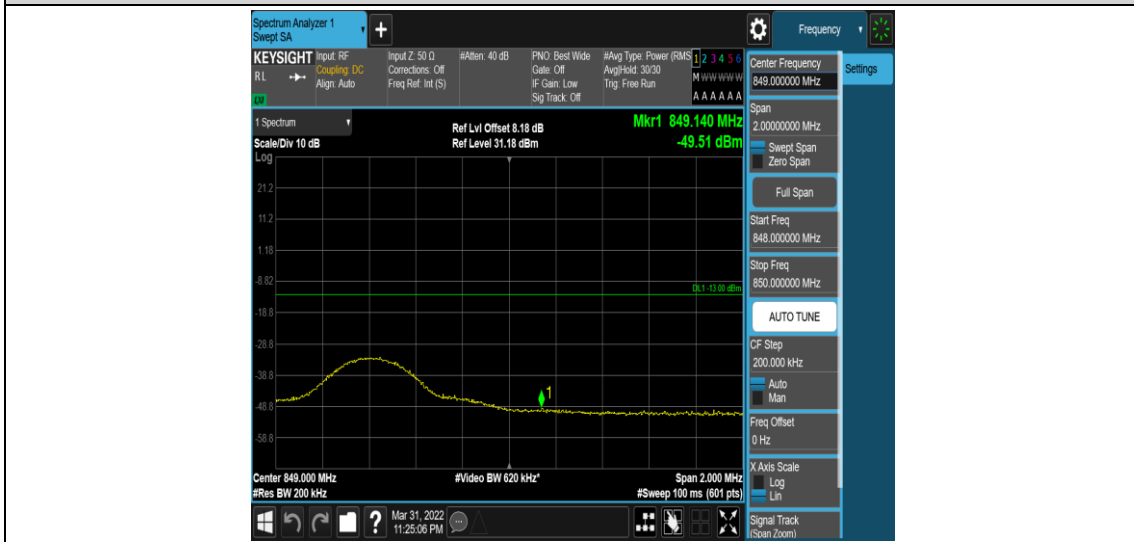 Spectrum Analyzer 1
Swept SA
+
Frequency
KEYSIGHT
RL
Input: RF
Coupling: DC
Align: Auto
Input Z: 50 Ω
Corrections: Off
Freq Ref: Int (S)
#Atten: 40 dB
PNO: Best Wide
Gate: Off
IF Gain: Low
Sig Track: Off
#Avg Type: Power (RMS
Avg|Hold: 30/30
Trig: Free Run
1 2 3 4 5 6
M W W W W W
A A A A A A
1 Spectrum
Scale/Div 10 dB
Ref Lvl Offset 8.18 dB
Ref Level 31.18 dBm
Mkr1 849.140 MHz
-49.51 dBm
Log
21.2
11.2
1.18
-8.82
-18.8
-28.8
-38.8
-48.8
-58.8
DL1 -13.00 dBm
1
Center 849.000 MHz
#Res BW 200 kHz
#Video BW 620 kHz*
Span 2.000 MHz
#Sweep 100 ms (601 pts)
?
Mar 31, 2022
11:25:06 PM
Center Frequency
849.000000 MHz
Settings
Span
2.00000000 MHz
Swept Span
Zero Span
Full Span
Start Freq
848.000000 MHz
Stop Freq
850.000000 MHz
AUTO TUNE
CF Step
200.000 kHz
Auto
Man
Freq Offset
0 Hz
X Axis Scale
Log
Lin
Signal Track
(Span Zoom)